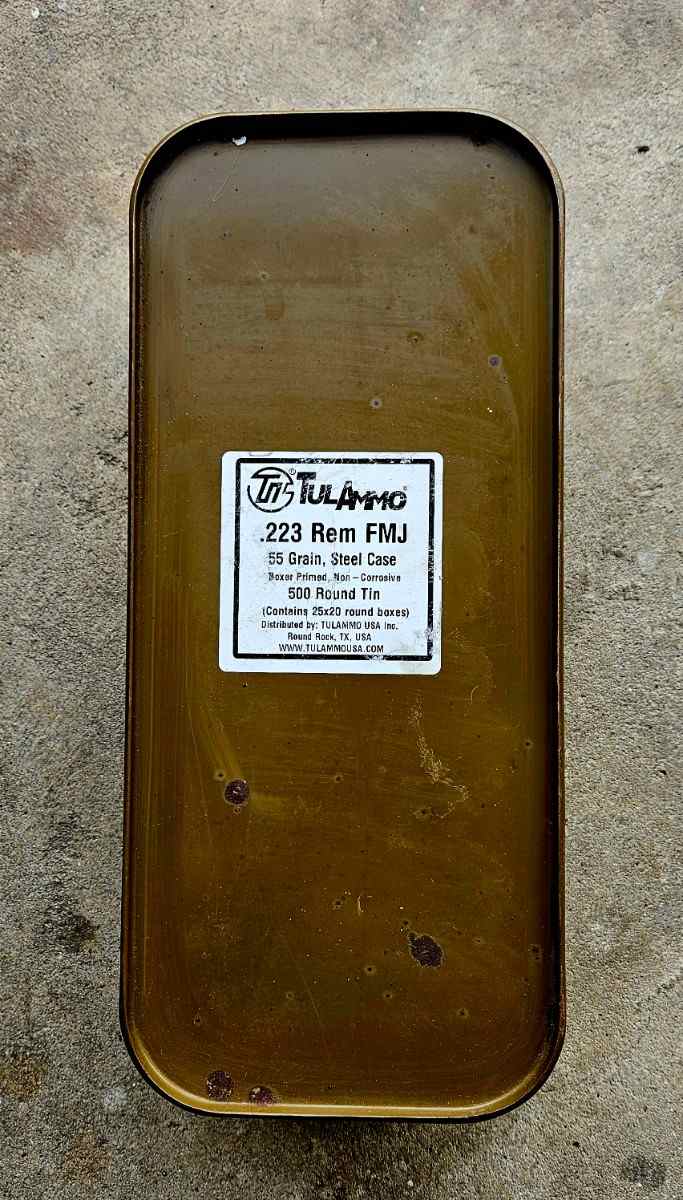 TULAMMO®
.223 Rem FMJ
55 Grain, Steel Case
Boxer Primed, Non - Corrosive
500 Round Tin
(Contains 25x20 round boxes)
Distributed by: TULAMMO USA Inc.
Round Rock, TX, USA
WWW.TULAMMOUSA.COM